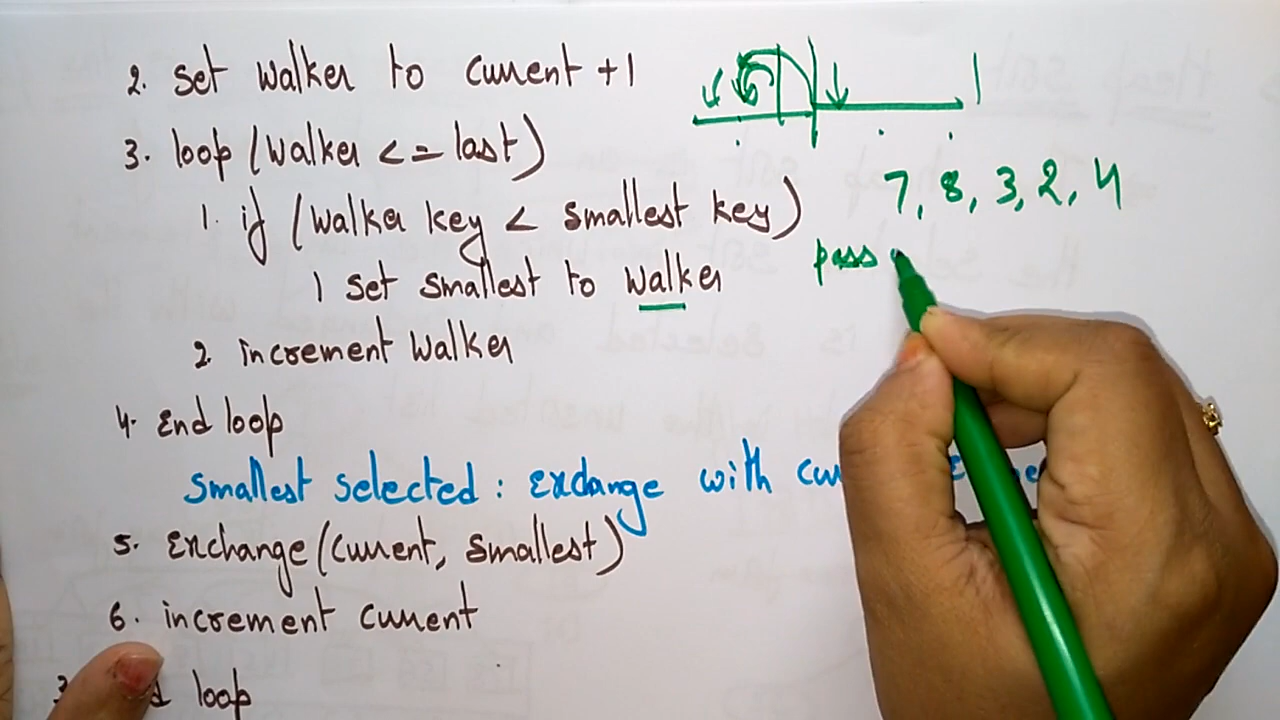 2. Set walker to current +1
3. loop (walker <= last)
1. if (walker key < smallest key)
1 set smallest to walker
2. increment walker
4. End loop
smallest selected : exchange with
5. Exchange (current, smallest)
6. increment current
loop
7, 8, 3, 2, 4
pass